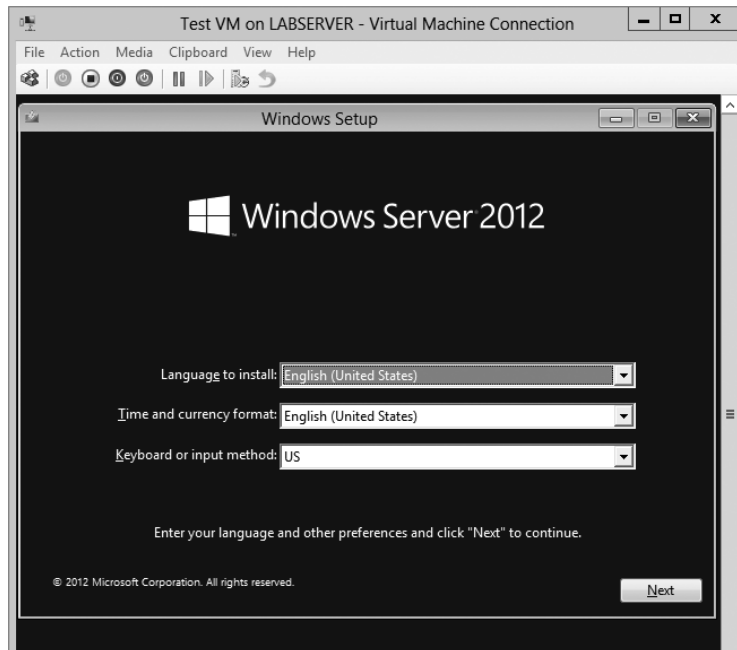 Test VM on LABSERVER - Virtual Machine Connection
File Action Media Clipboard View Help
Windows Setup
Windows Server 2012
Language to install: English (United States)
Time and currency format: English (United States)
Keyboard or input method: US
Enter your language and other preferences and click "Next" to continue.
© 2012 Microsoft Corporation. All rights reserved.
Next